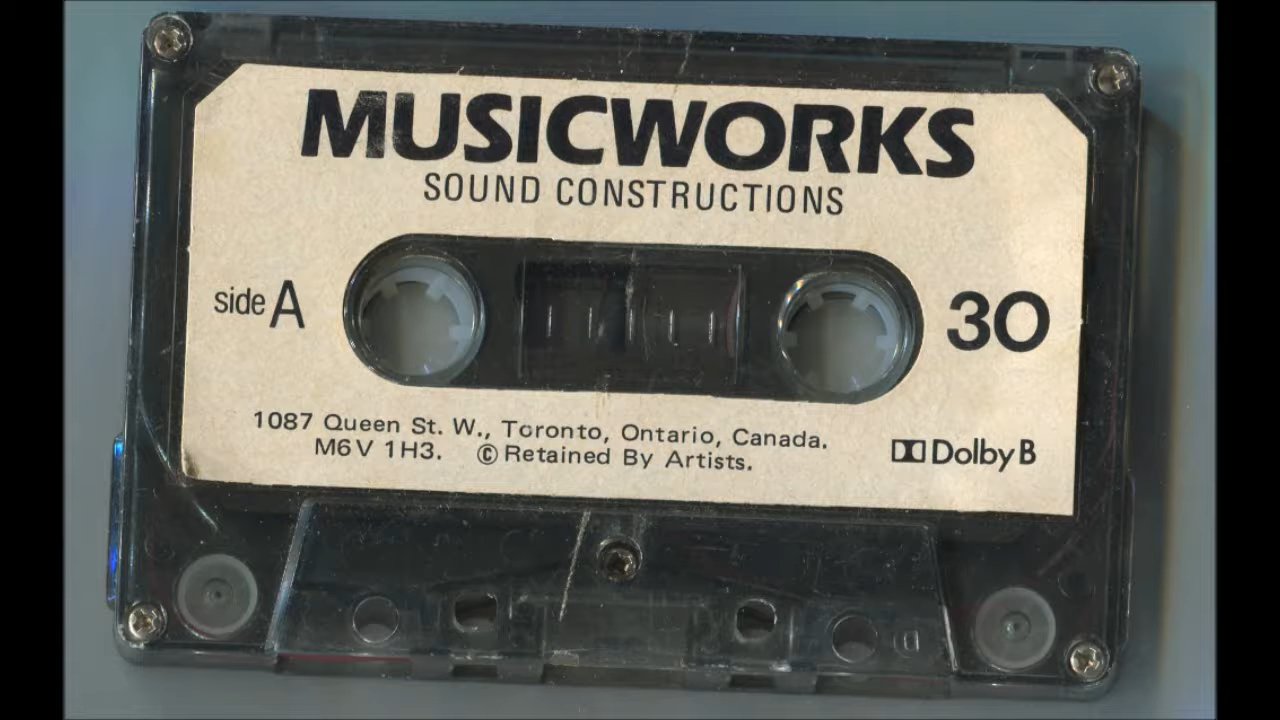 MUSICWORKS
SOUND CONSTRUCTIONS
side A
30
1087 Queen St. W., Toronto, Ontario, Canada.
M6V 1H3. © Retained By Artists.
Dolby B